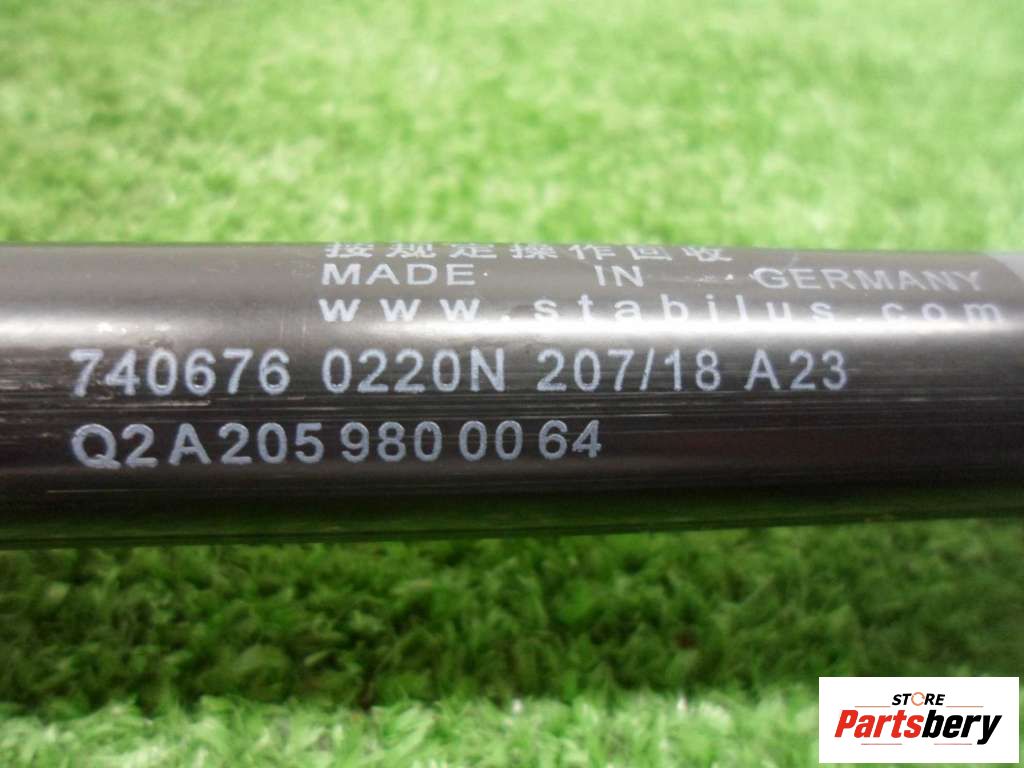 按规定操作回收
MADE IN GERMANY
www.stabilus.com
740676 0220N 207/18 A23
Q2A205 980 00 64
STORE
Partsbery